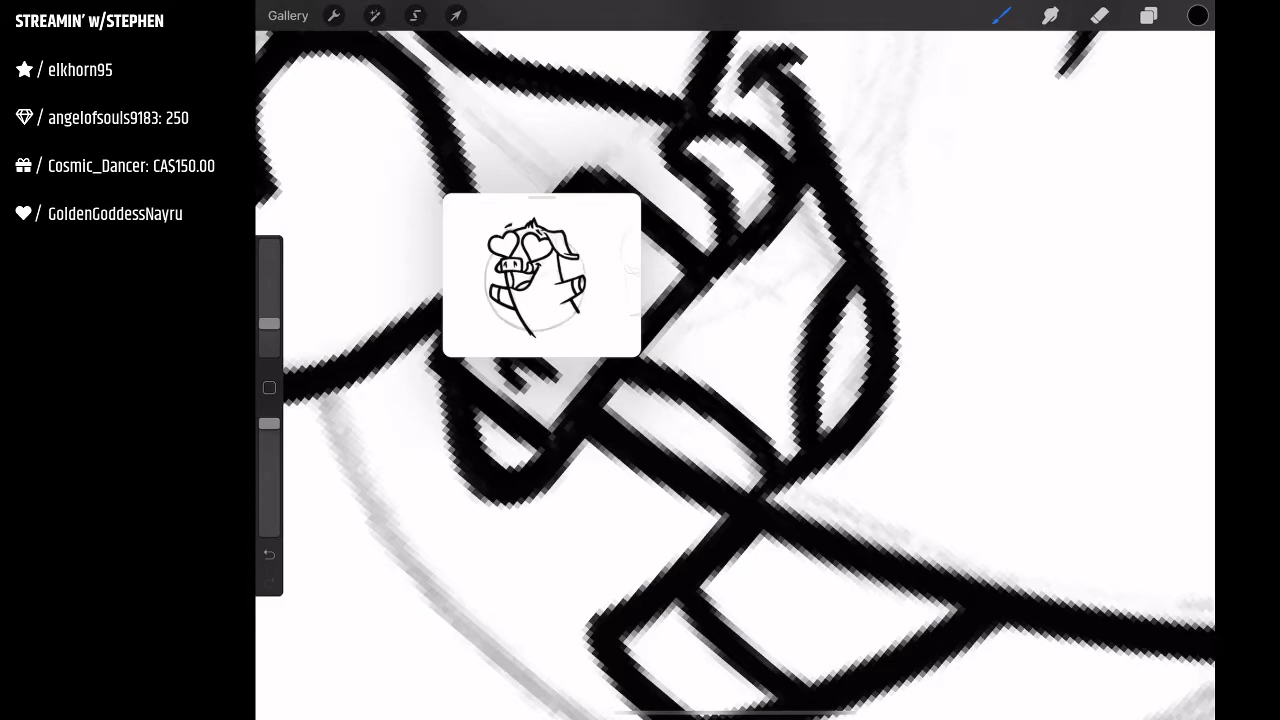 STREAMIN' w/STEPHEN
/ elkhorn95
/ angelofsouls9183: 250
/ Cosmic_Dancer: CA$150.00
/ GoldenGoddessNayru
Gallery